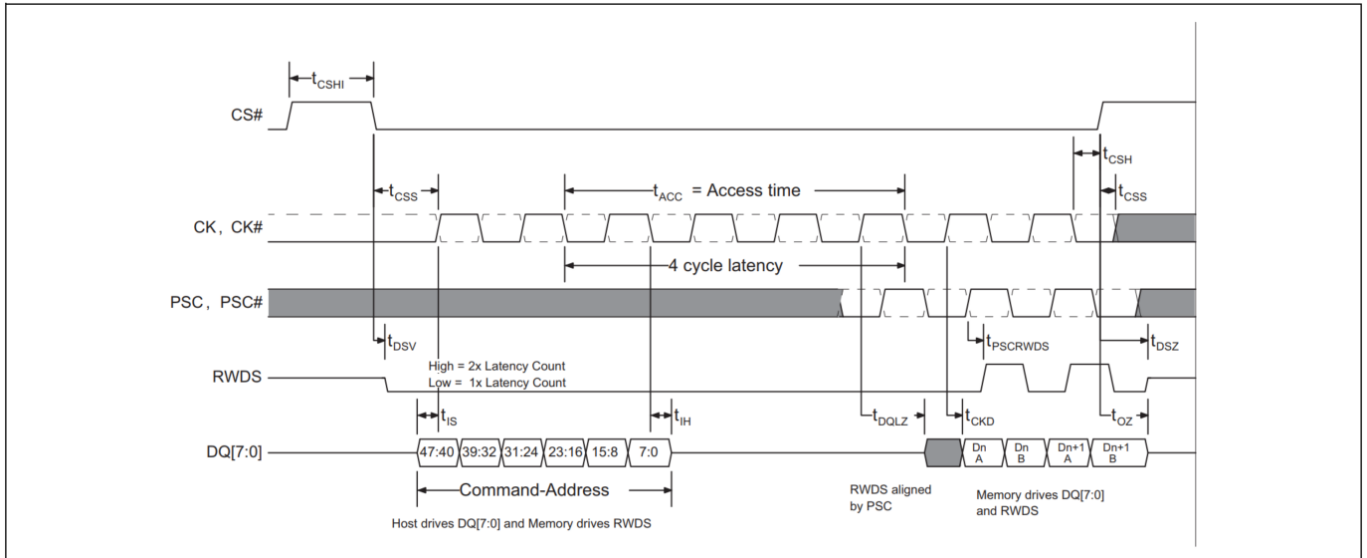 tCSHI
CS#
tCSH
tCSS
tACC = Access time
tCSS
CK, CK#
4 cycle latency
PSC, PSC#
tDSV
tPSCRWDS
tDSZ
High = 2x Latency Count
RWDS
Low = 1x Latency Count
tIS
tIH
tDQLZ
tCKD
tOZ
DQ[7:0]
47:40 39:32 31:24 23:16 15:8 7:0
Dn A
Dn B
Dn+1 A
Dn+1 B
Command-Address
RWDS aligned
by PSC
Memory drives DQ[7:0]
and RWDS
Host drives DQ[7:0] and Memory drives RWDS